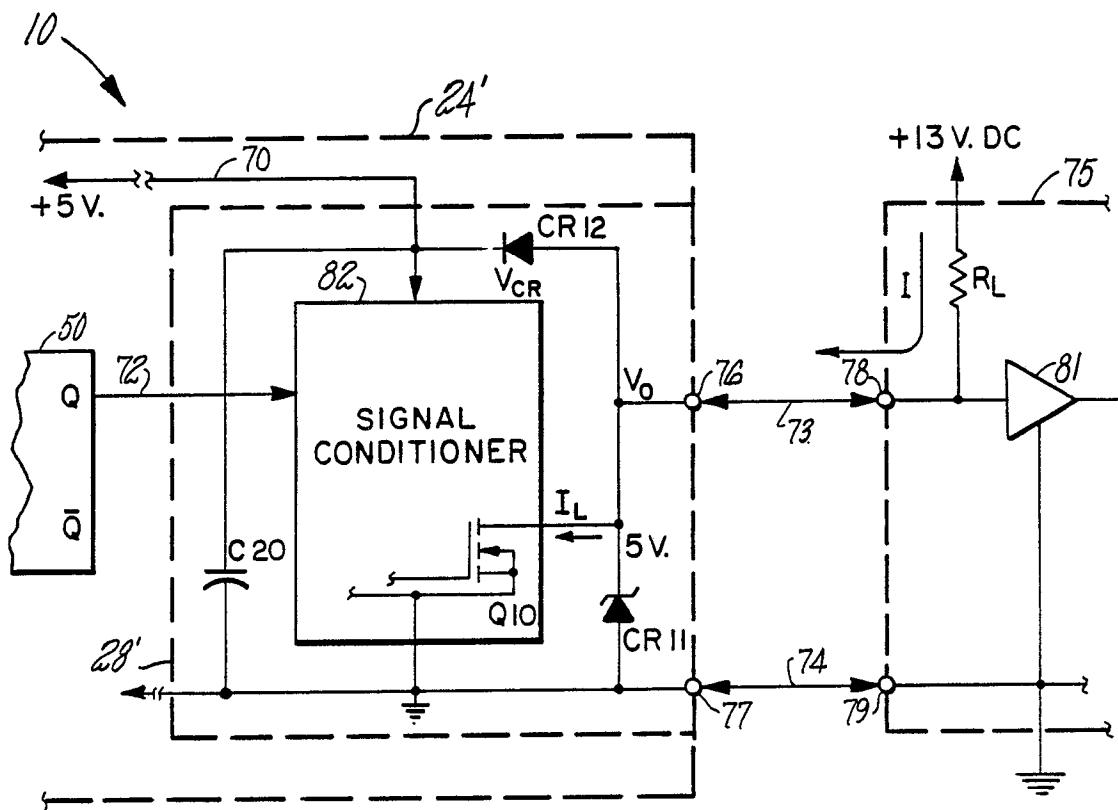 10
24'
70
+5 V.
+13 V. DC
75
CR 12
V_CR
82
I
R_L
50
Q
72
V_O
76
78
81
73.
SIGNAL
CONDITIONER
I_L
5 V.
Q̅
C 20
Q10
CR 11
28'
74
77
79